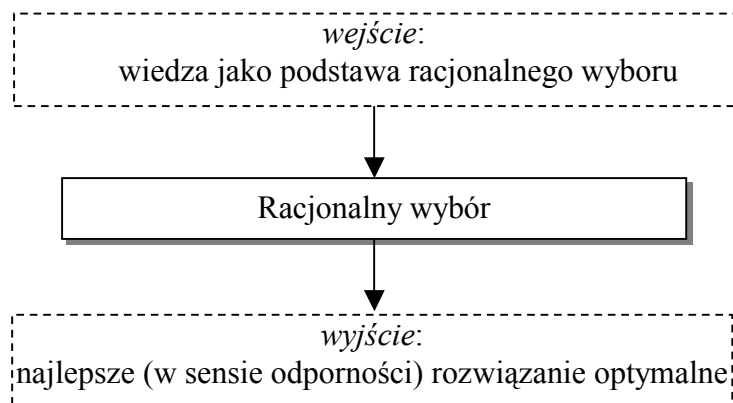 wejście:
wiedza jako podstawa racjonalnego wyboru
Racjonalny wybór
wyjście:
najlepsze (w sensie odporności) rozwiązanie optymalne